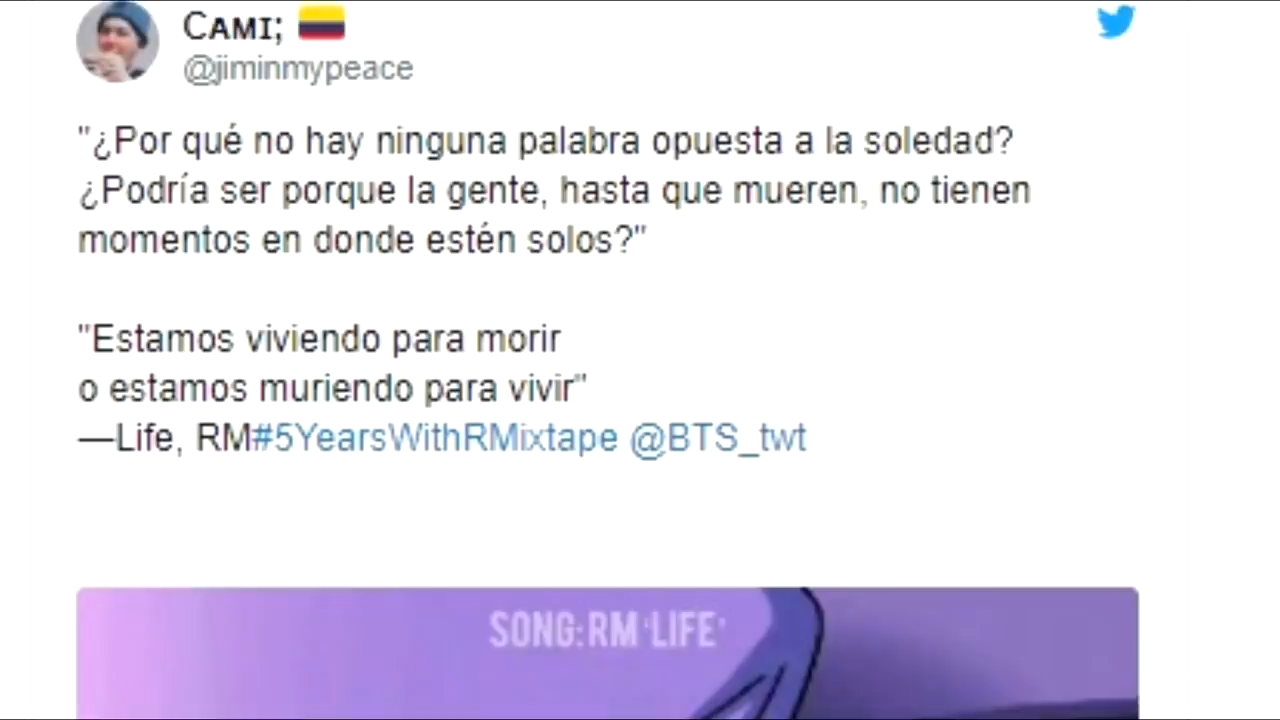 Cᴀᴍɪ; 🇨🇴
@jiminmypeace
"¿Por qué no hay ninguna palabra opuesta a la soledad?
¿Podría ser porque la gente, hasta que mueren, no tienen
momentos en donde estén solos?"
"Estamos viviendo para morir
o estamos muriendo para vivir"
—Life, RM#5YearsWithRMixtape @BTS_twt
SONG: RM 'LIFE'